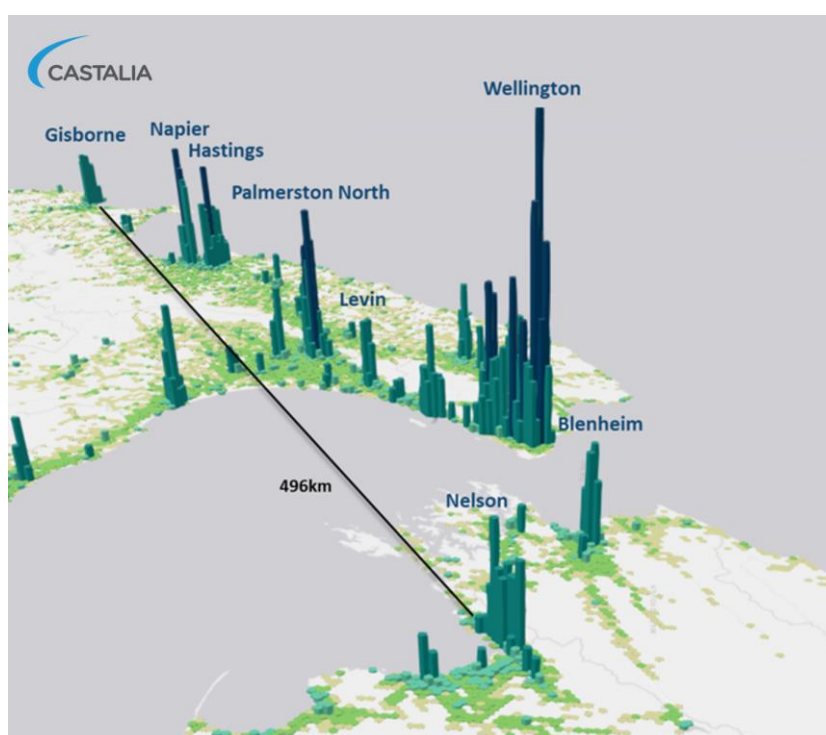 CASTALIA
Wellington
Gisborne
Napier
Hastings
Palmerston North
Levin
Blenheim
496km
Nelson